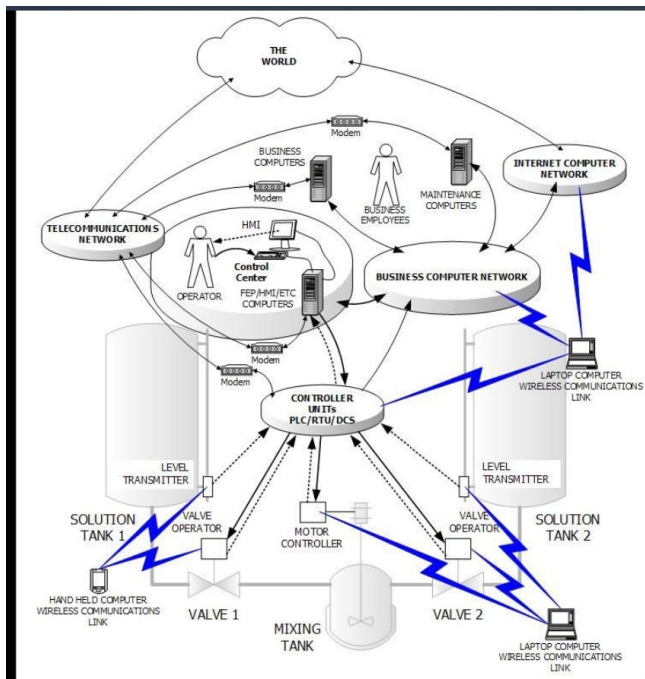 THE
WORLD
Modem
BUSINESS
COMPUTERS
INTERNET COMPUTER
NETWORK
Modem
BUSINESS
EMPLOYEES
MAINTENANCE
COMPUTERS
TELECOMMUNICATIONS
NETWORK
HMI
Control
Center
OPERATOR
FEP/HMI/ETC
COMPUTERS
BUSINESS COMPUTER NETWORK
Modem
Modem
LAPTOP COMPUTER
WIRELESS COMMUNICATIONS
LINK
CONTROLLER
UNITs
PLC/RTU/DCS
LEVEL
TRANSMITTER
LEVEL
TRANSMITTER
SOLUTION
TANK 1
VALVE
OPERATOR
MOTOR
CONTROLLER
VALVE
OPERATOR
SOLUTION
TANK 2
HAND HELD COMPUTER
WIRELESS COMMUNICATIONS
LINK
VALVE 1
MIXING
TANK
VALVE 2
LAPTOP COMPUTER
WIRELESS COMMUNICATIONS
LINK